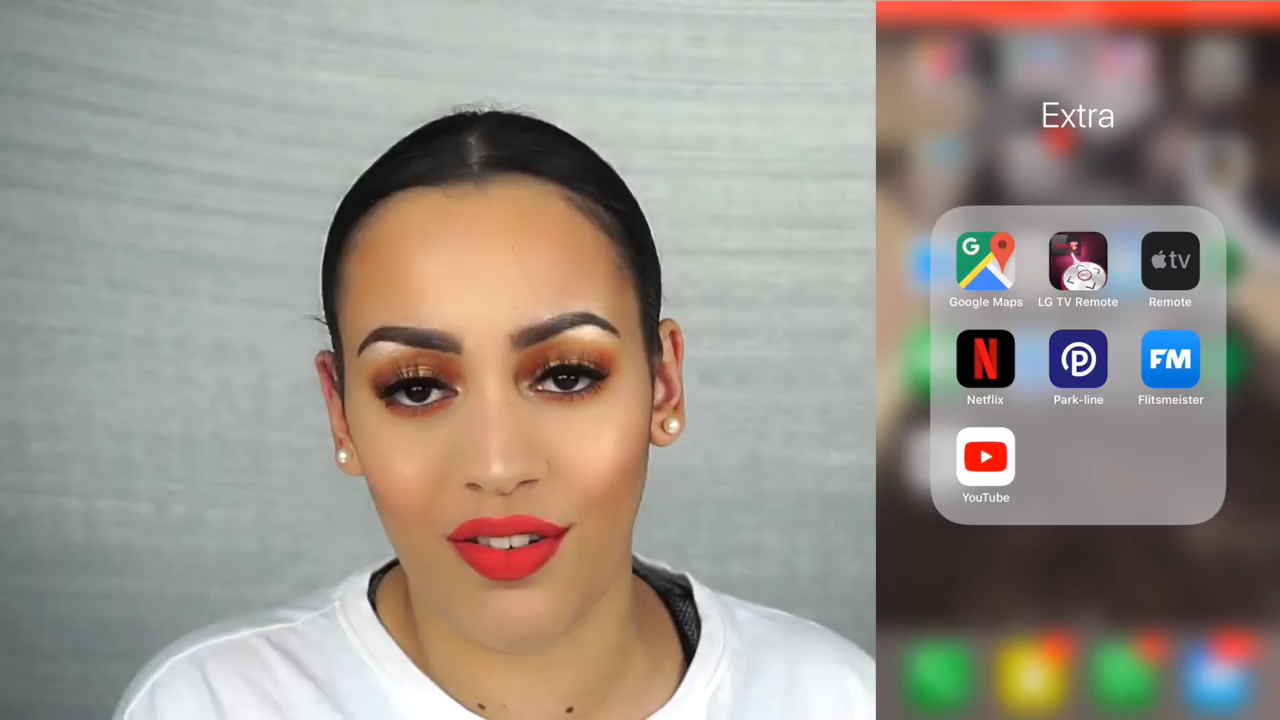 Extra
G
tv
Google Maps
LG TV Remote
Remote
N
P
FM
Netflix
Park-line
Flitsmeister
YouTube